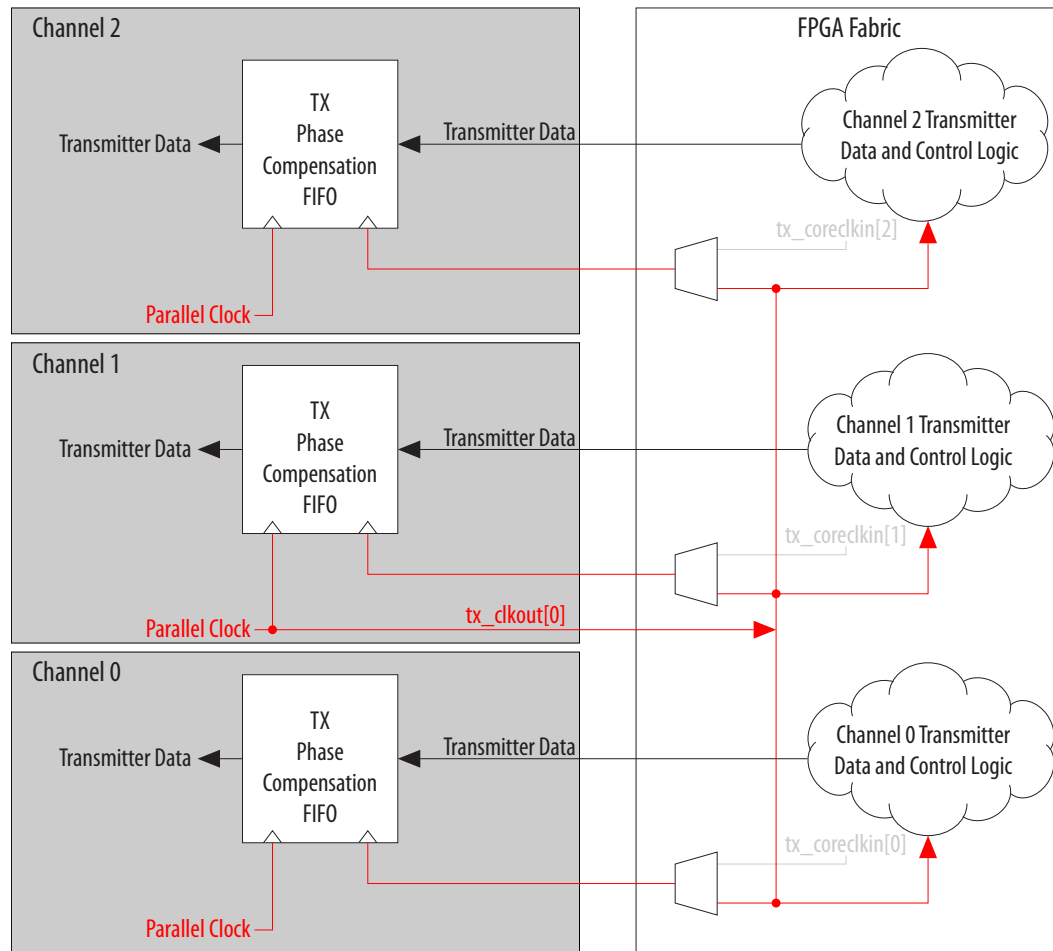 Channel 2
FPGA Fabric
TX
Phase
Compensation
FIFO
Transmitter Data
Transmitter Data
Channel 2 Transmitter
Data and Control Logic
tx_coreclkin[2]
Parallel Clock
Channel 1
TX
Phase
Compensation
FIFO
Transmitter Data
Transmitter Data
Channel 1 Transmitter
Data and Control Logic
tx_coreclkin[1]
Parallel Clock
tx_clkout[0]
Channel 0
TX
Phase
Compensation
FIFO
Transmitter Data
Transmitter Data
Channel 0 Transmitter
Data and Control Logic
tx_coreclkin[0]
Parallel Clock